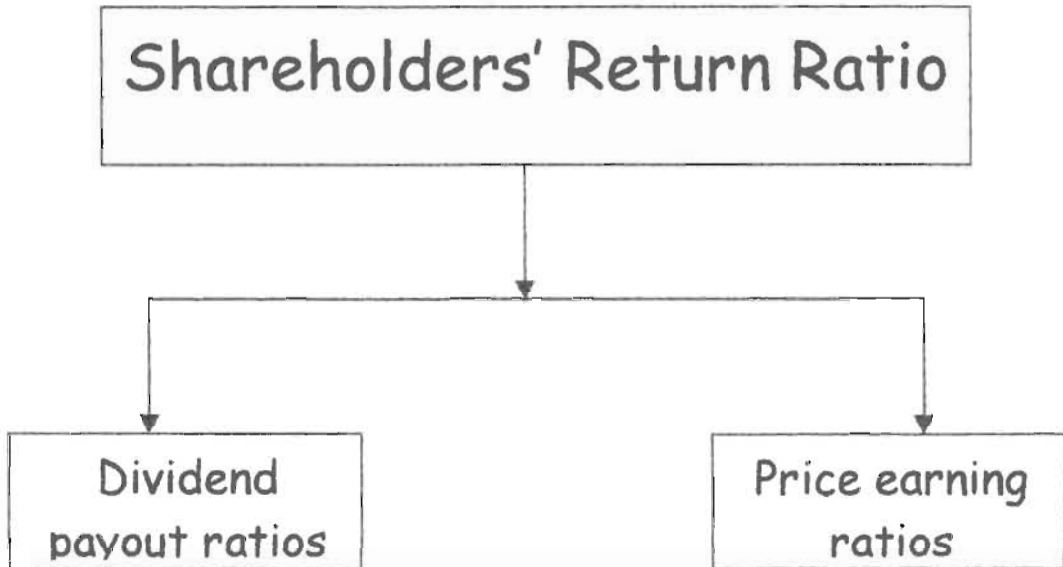 Shareholders' Return Ratio
Dividend
payout ratios
Price earning
ratios